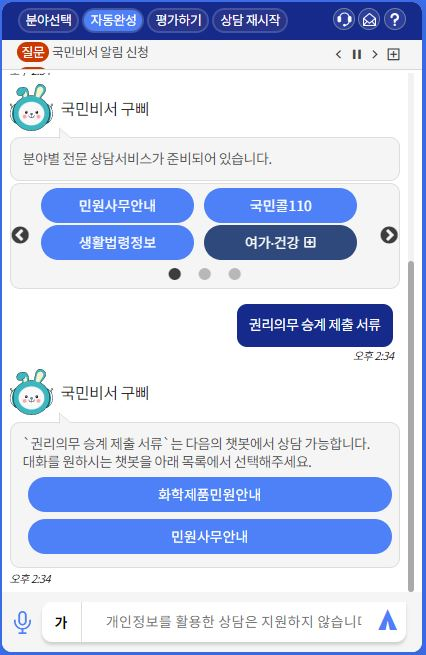 분야선택 자동완성 평가하기 상담 재시작
질문 국민비서 알림 신청
오후 2:34
국민비서 구삐
분야별 전문 상담서비스가 준비되어 있습니다.
민원사무안내 국민콜110
생활법령정보 여가·건강
권리의무 승계 제출 서류
오후 2:34
국민비서 구삐
`권리의무 승계 제출 서류`는 다음의 챗봇에서 상담 가능합니다.
대화를 원하시는 챗봇을 아래 목록에서 선택해주세요.
화학제품민원안내
민원사무안내
오후 2:34
가 개인정보를 활용한 상담은 지원하지 않습니다